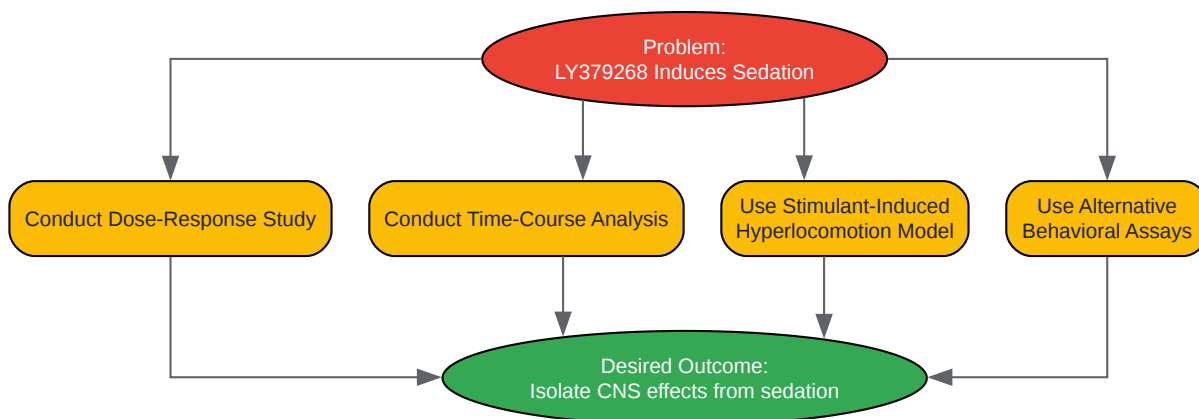 Problem:
LY379268 Induces Sedation
Conduct Dose-Response Study
Conduct Time-Course Analysis
Use Stimulant-Induced
Hyperlocomotion Model
Use Alternative
Behavioral Assays
Desired Outcome:
Isolate CNS effects from sedation